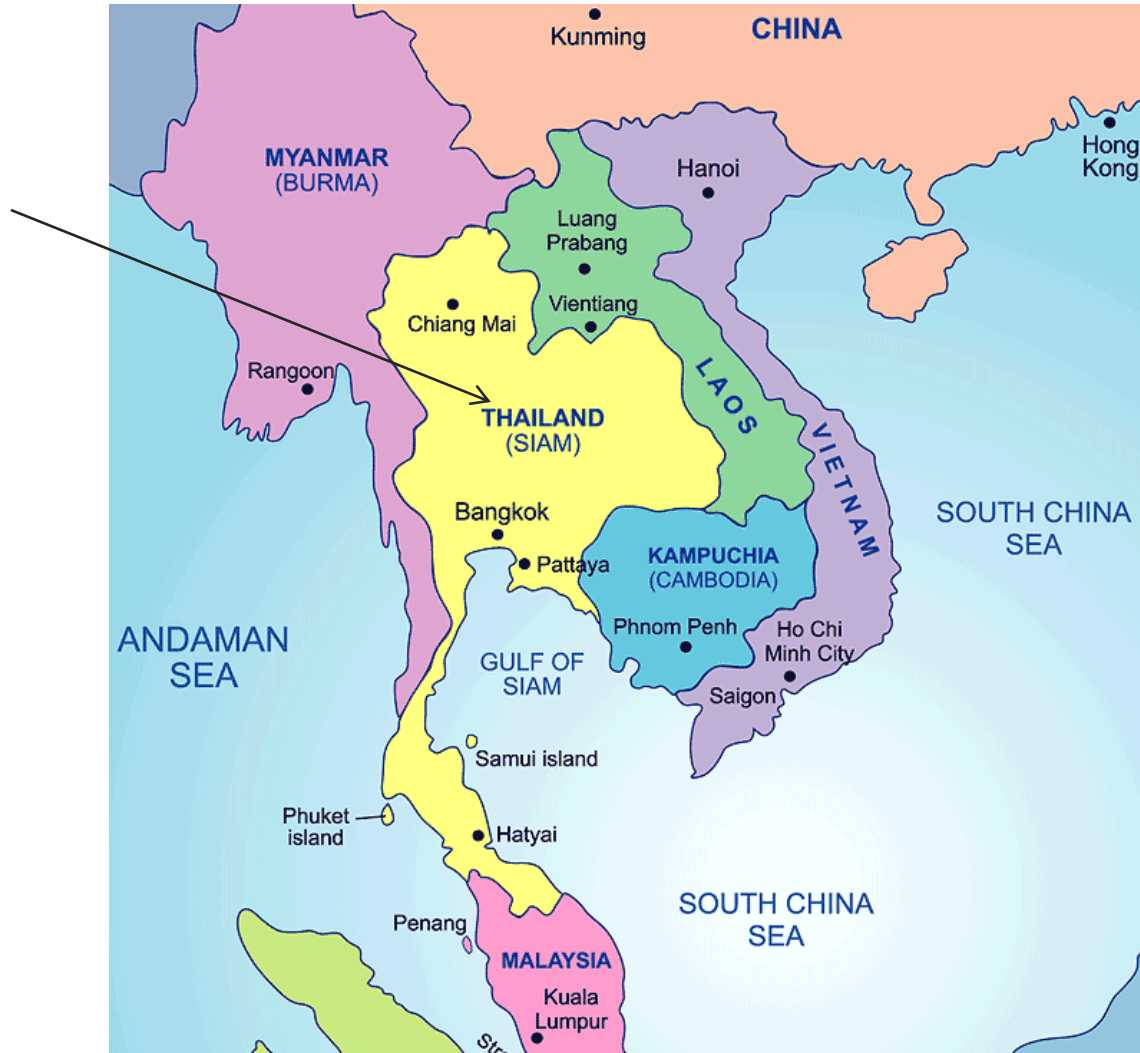 CHINA
Kunming
Hong
Kong
MYANMAR
(BURMA)
Hanoi
Luang
Prabang
Vientiang
Chiang Mai
Rangoon
LAOS
THAILAND
(SIAM)
VIETNAM
Bangkok
Pattaya
SOUTH CHINA
SEA
KAMPUCHIA
(CAMBODIA)
Phnom Penh
Ho Chi
Minh City
Saigon
ANDAMAN
SEA
GULF OF
SIAM
Samui island
Phuket
island
Hatyai
SOUTH CHINA
SEA
Penang
MALAYSIA
Kuala
Lumpur